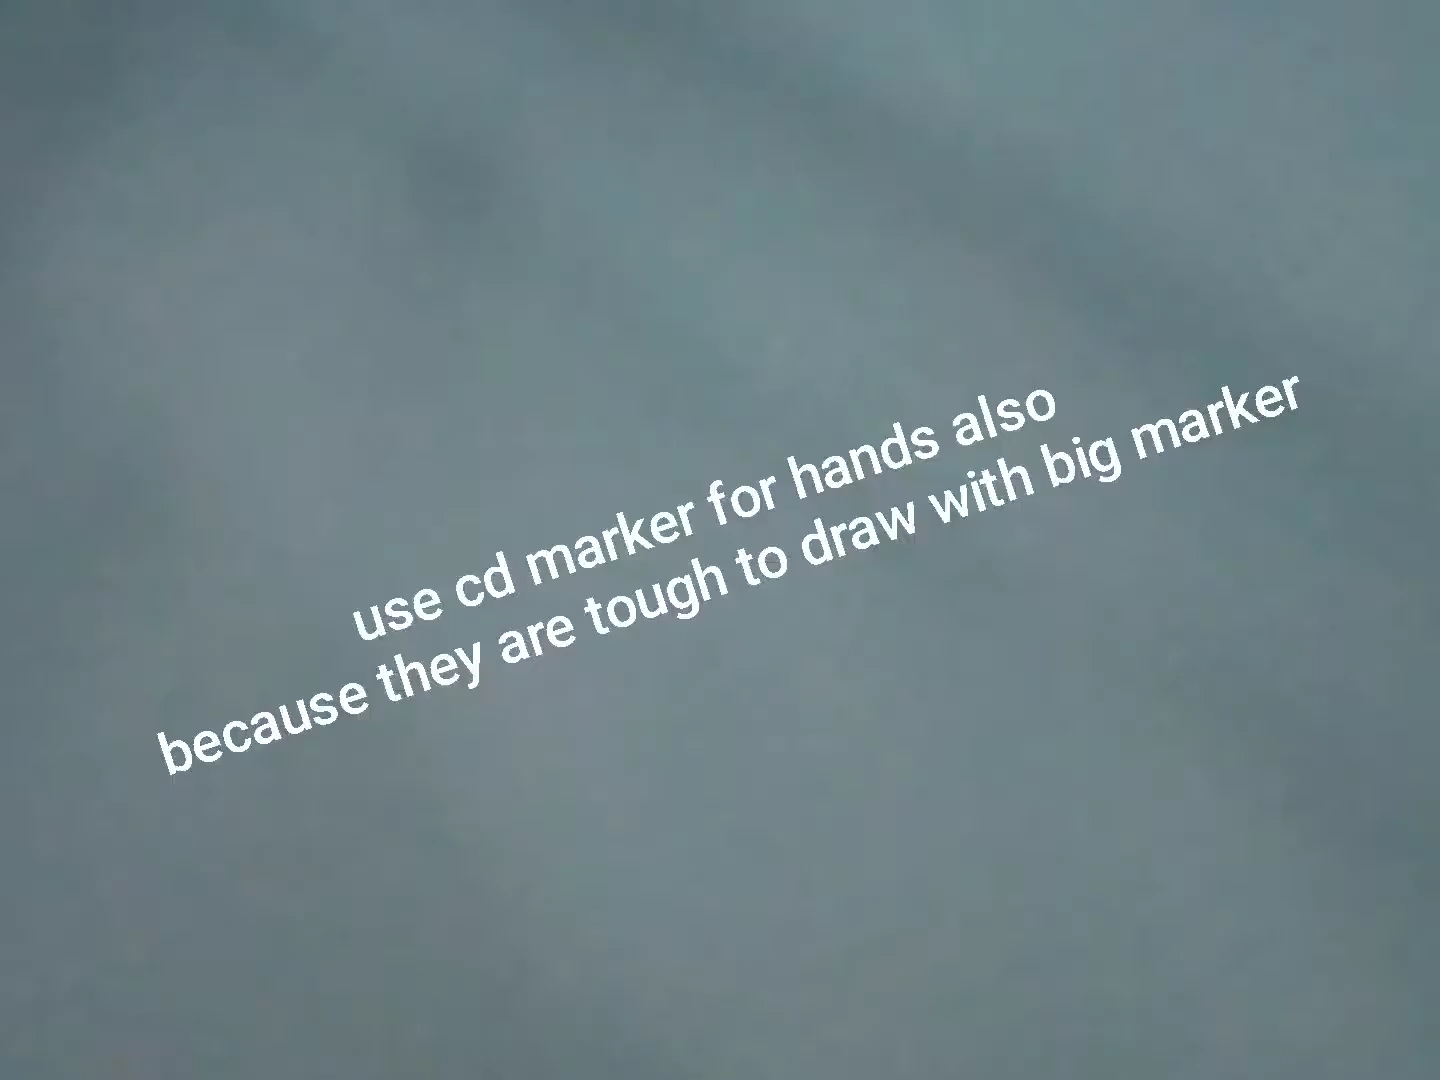 use cd marker for hands also
because they are tough to draw with big marker